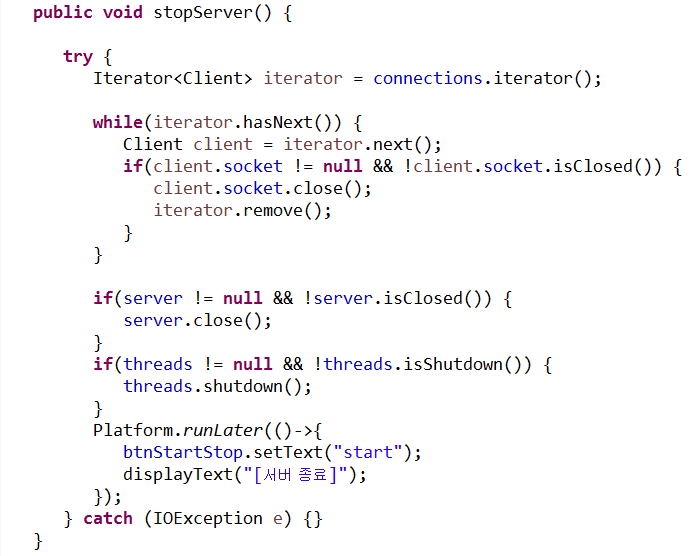 public void stopServer() {
try {
Iterator<Client> iterator = connections.iterator();
while(iterator.hasNext()) {
Client client = iterator.next();
if(client.socket != null && !client.socket.isClosed()) {
client.socket.close();
iterator.remove();
}
}
if(server != null && !server.isClosed()) {
server.close();
}
if(threads != null && !threads.isShutdown()) {
threads.shutdown();
}
Platform.runLater(()->{
btnStartStop.setText("start");
displayText("[서버 종료]");
});
} catch (IOException e) {}
}